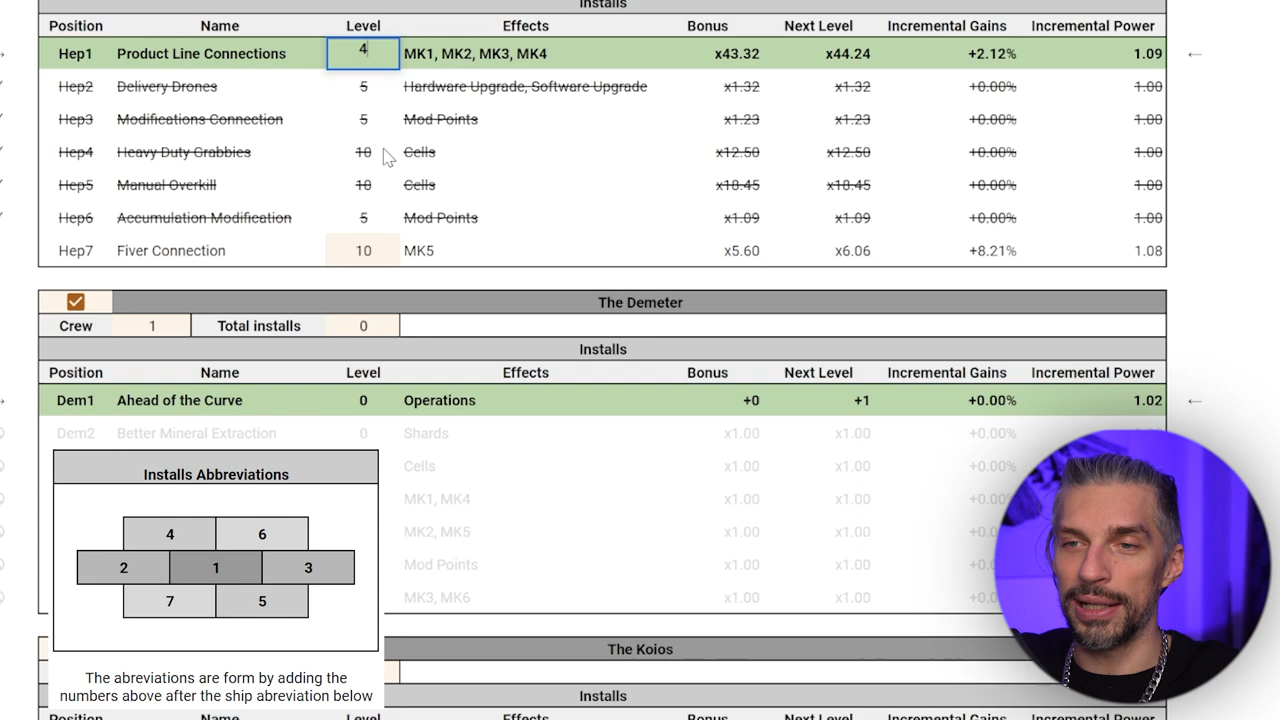 Installs
Position Name Level Effects Bonus Next Level Incremental Gains Incremental Power
→ Hep1 Product Line Connections 4 MK1, MK2, MK3, MK4 x43.32 x44.24 +2.12% 1.09 ←
Hep2 Delivery Drones 5 Hardware Upgrade, Software Upgrade x1.32 x1.32 +0.00% 1.00
Hep3 Modifications Connection 5 Mod Points x1.23 x1.23 +0.00% 1.00
Hep4 Heavy Duty Grabbies 10 Cells x12.50 x12.50 +0.00% 1.00
Hep5 Manual Overkill 10 Cells x18.45 x18.45 +0.00% 1.00
Hep6 Accumulation Modification 5 Mod Points x1.09 x1.09 +0.00% 1.00
Hep7 Fiver Connection 10 MK5 x5.60 x6.06 +8.21% 1.08
The Demeter
Crew 1 Total installs 0
Installs
Position Name Level Effects Bonus Next Level Incremental Gains Incremental Power
→ Dem1 Ahead of the Curve 0 Operations +0 +1 +0.00% 1.02 ←
Dem2 Better Mineral Extraction 0 Shards x1.00 x1.00 +0.00%
Cells x1.00 x1.00 +0.00%
MK1, MK4 x1.00 x1.00
MK2, MK5 x1.00 x1.00
Mod Points x1.00 x1.00
MK3, MK6 x1.00 x1.00
Installs Abbreviations
4 6
2 1 3
7 5
The abreviations are form by adding the
numbers above after the ship abreviation below
The Koios
Installs
Position Name Level Effects Bonus Next Level Incremental Gains Incremental Power